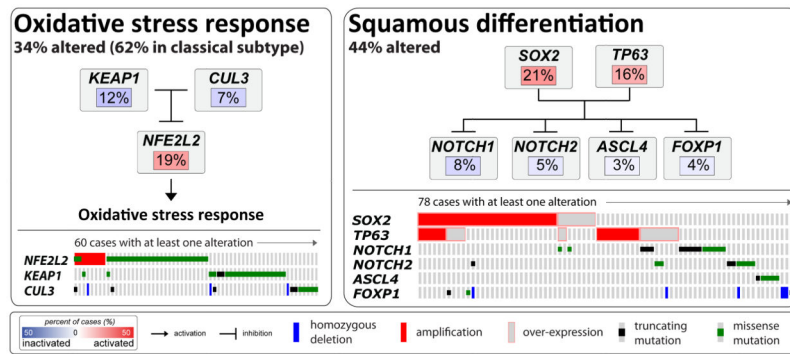 Oxidative stress response
34% altered (62% in classical subtype)
KEAP1
12%
CUL3
7%
NFE2L2
19%
Oxidative stress response
60 cases with at least one alteration
NFE2L2
KEAP1
CUL3
Squamous differentiation
44% altered
SOX2
21%
TP63
16%
NOTCH1
8%
NOTCH2
5%
ASCL4
3%
FOXP1
4%
78 cases with at least one alteration
SOX2
TP63
NOTCH1
NOTCH2
ASCL4
FOXP1
percent of cases (%)
50 0 50
inactivated activated
activation
inhibition
homozygous
deletion
amplification
over-expression
truncating
mutation
missense
mutation